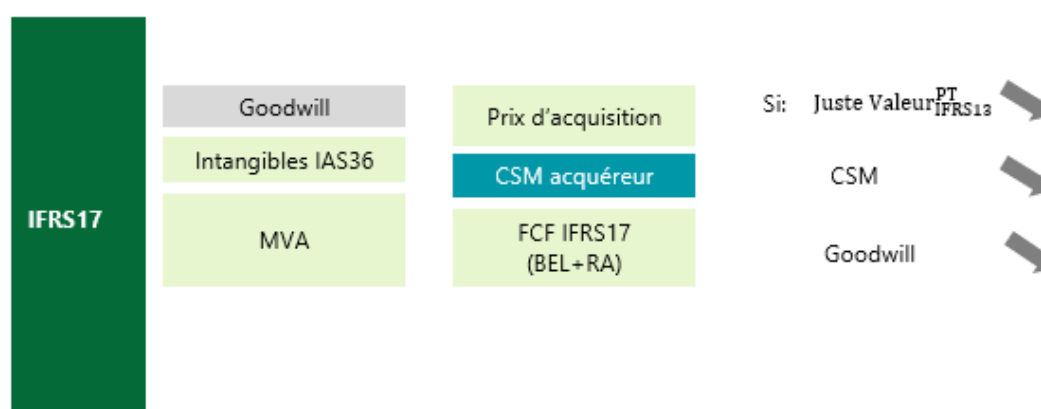 IFRS17
Goodwill
Intangibles IAS36
MVA
Prix d'acquisition
CSM acquéreur
FCF IFRS17
(BEL+RA)
Si: Juste Valeur PT IFRS13
CSM
Goodwill